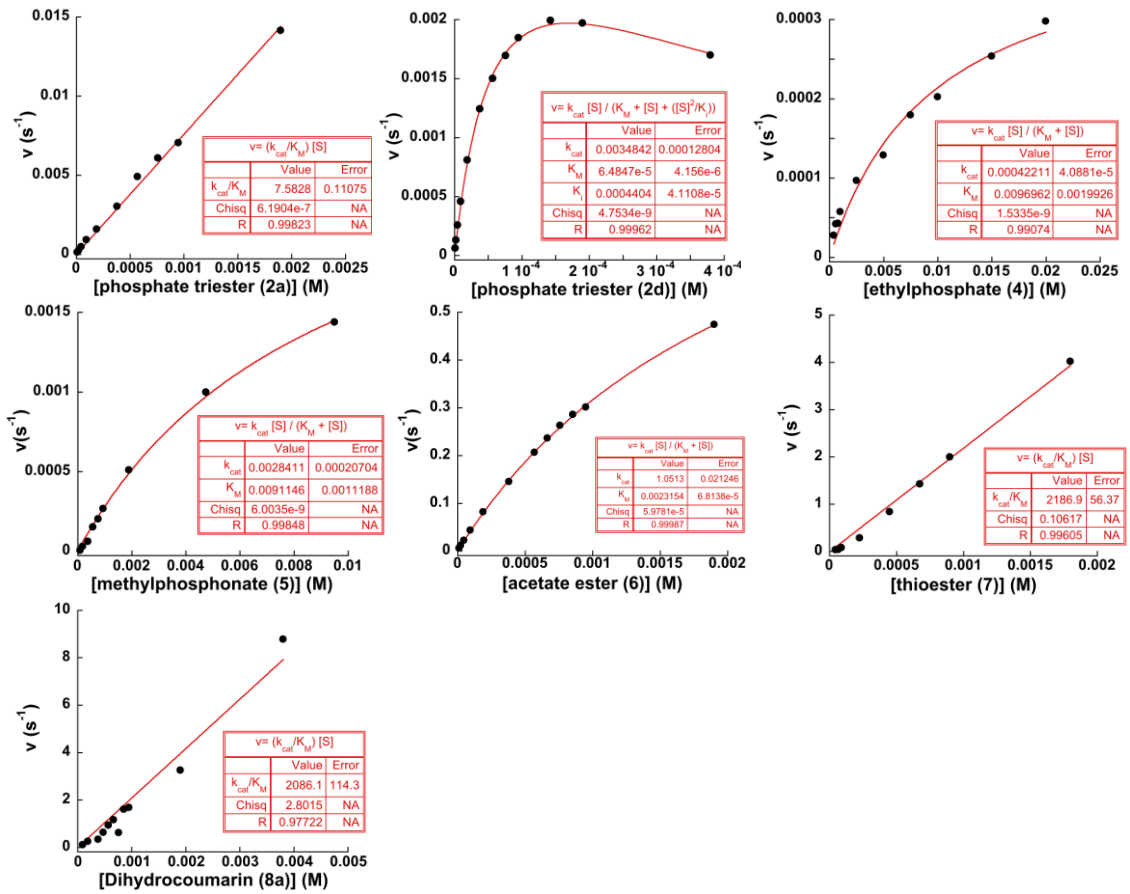 0.015
0.01
0.005
0
v (s-1)
v= (kcat/KM) [S]
Value Error
kcat/KM 7.5828 0.11075
Chisq 6.1904e-7 NA
R 0.99823 NA
0 0.0005 0.001 0.0015 0.002 0.0025
[phosphate triester (2a)] (M)
0.002
0.0015
0.001
0.0005
0
v (s-1)
v= kcat [S] / (KM + [S] + ([S]2/Ki))
Value Error
kcat 0.0034842 0.00012804
KM 6.4847e-5 4.156e-6
Ki 0.0004404 4.1108e-5
Chisq 4.7534e-9 NA
R 0.99962 NA
0 1 10-4 2 10-4 3 10-4 4 10-4
[phosphate triester (2d)] (M)
0.0003
0.0002
0.0001
0
v (s-1)
v= kcat [S] / (KM + [S])
Value Error
kcat 0.00042211 4.0881e-5
KM 0.0096962 0.0019926
Chisq 1.5335e-9 NA
R 0.99074 NA
0 0.005 0.01 0.015 0.02 0.025
[ethylphosphate (4)] (M)
0.0015
0.001
0.0005
0
v(s-1)
v= kcat [S] / (KM + [S])
Value Error
kcat 0.0028411 0.00020704
KM 0.0091146 0.0011188
Chisq 6.0035e-9 NA
R 0.99848 NA
0 0.002 0.004 0.006 0.008 0.01
[methylphosphonate (5)] (M)
0.5
0.4
0.3
0.2
0.1
0
v(s-1)
v= kcat [S] / (KM + [S])
Value Error
kcat 1.0513 0.021246
KM 0.0023154 6.8138e-5
Chisq 5.9781e-5 NA
R 0.99987 NA
0 0.0005 0.001 0.0015 0.002
[acetate ester (6)] (M)
5
4
3
2
1
0
v (s-1)
v= (kcat/KM) [S]
Value Error
kcat/KM 2186.9 56.37
Chisq 0.10617 NA
R 0.99605 NA
0 0.0005 0.001 0.0015 0.002
[thioester (7)] (M)
10
8
6
4
2
0
v (s-1)
v= (kcat/KM) [S]
Value Error
kcat/KM 2086.1 114.3
Chisq 2.8015 NA
R 0.97722 NA
0 0.001 0.002 0.003 0.004 0.005
[Dihydrocoumarin (8a)] (M)